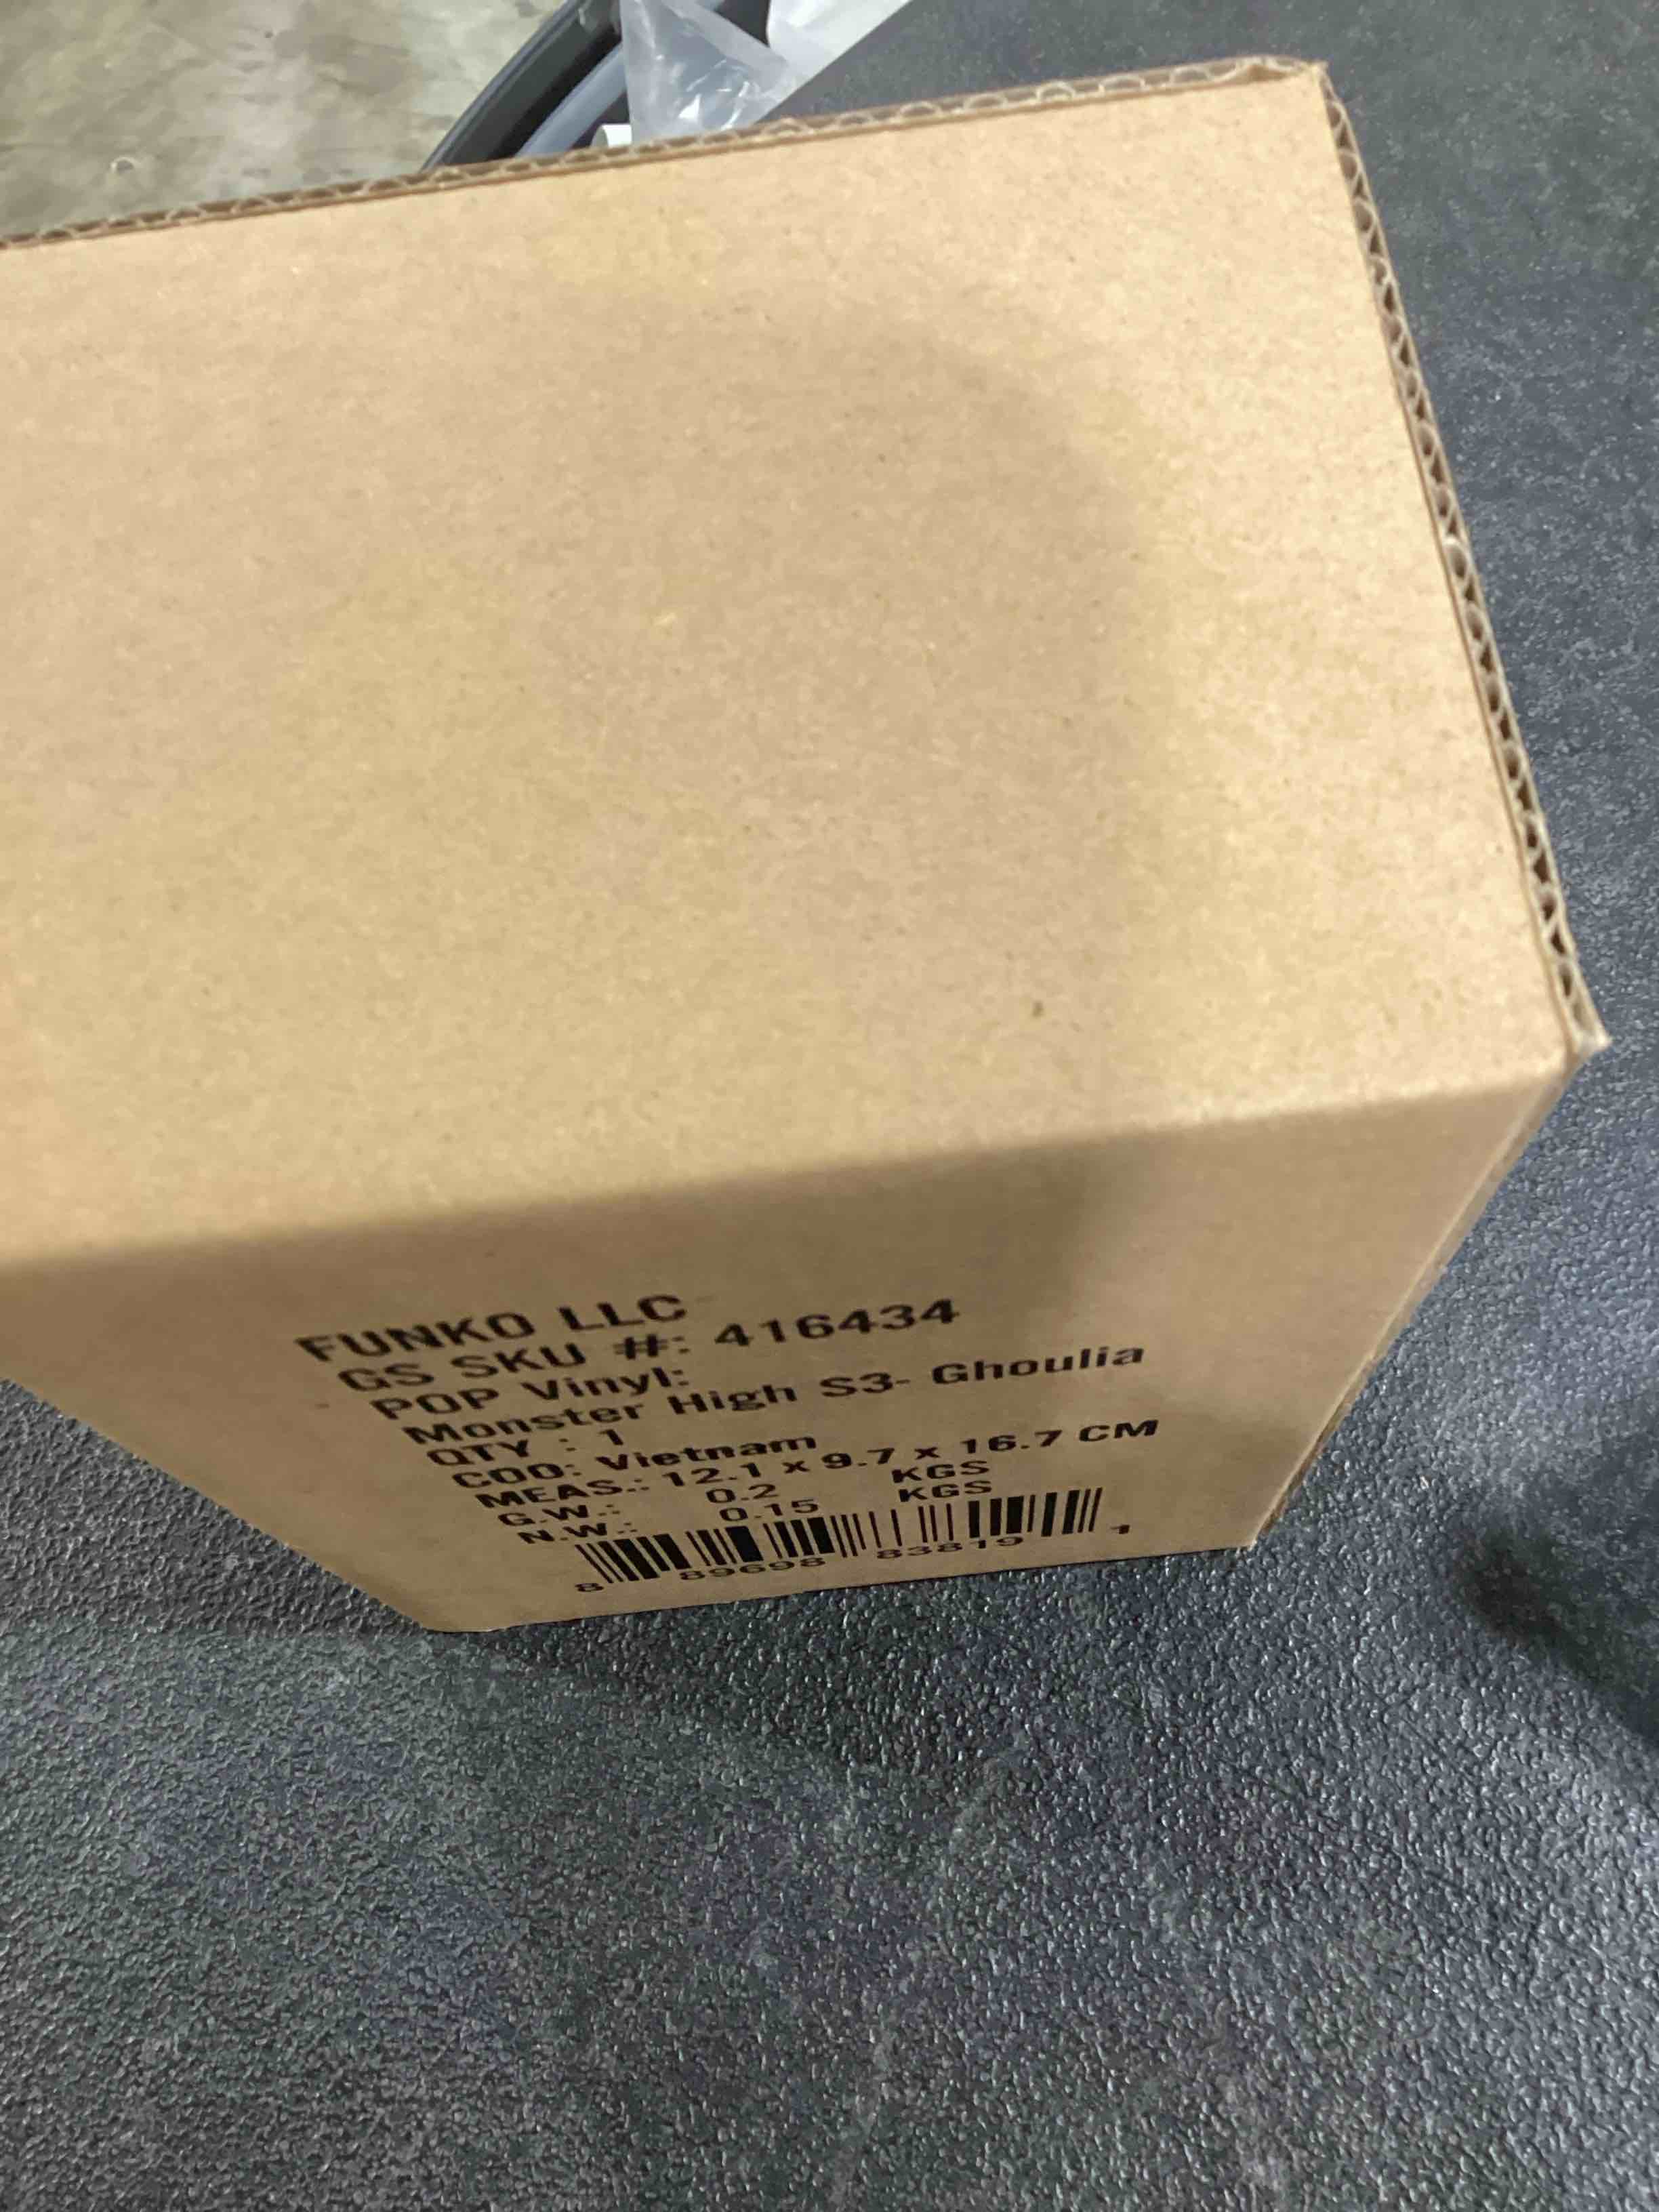 FUNKO LLC
GS SKU #: 416434
POP Vinyl:
Monster High S3- Ghoulia
QTY : 1
COO: Vietnam
MEAS.: 12.1 x 9.7 x 16.7 CM
G.W.: 0.2 KGS
N.W.: 0.15 KGS
8 89698 83819 1